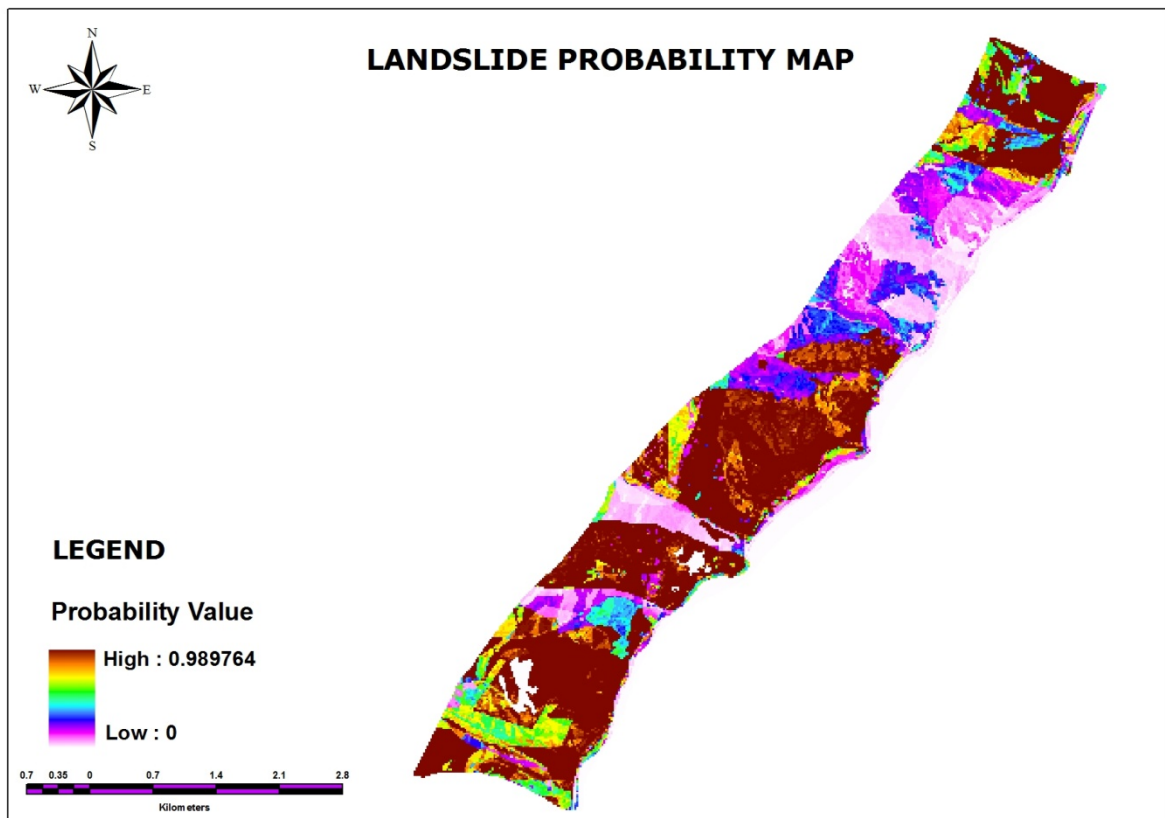 N
LANDSLIDE PROBABILITY MAP
W E
S
LEGEND
Probability Value
High : 0.989764
Low : 0
0.7 0.35 0 0.7 1.4 2.1 2.8
Kilometers